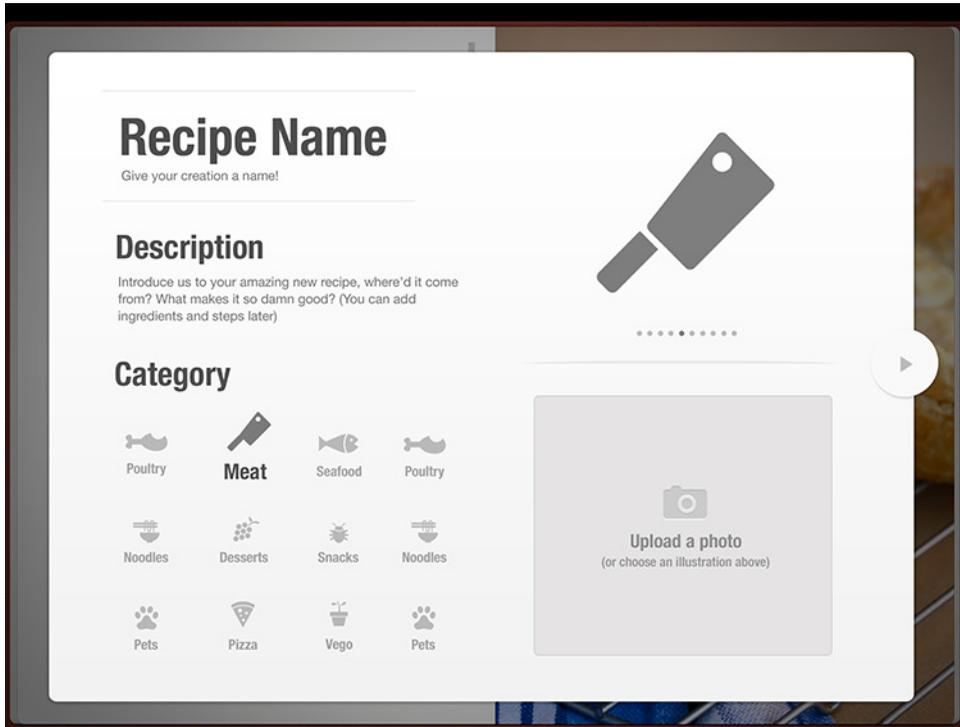 Recipe Name
Give your creation a name!
Description
Introduce us to your amazing new recipe, where'd it come
from? What makes it so damn good? (You can add
ingredients and steps later)
Category
Poultry
Meat
Seafood
Poultry
Noodles
Desserts
Snacks
Noodles
Pets
Pizza
Vego
Pets
Upload a photo
(or choose an illustration above)